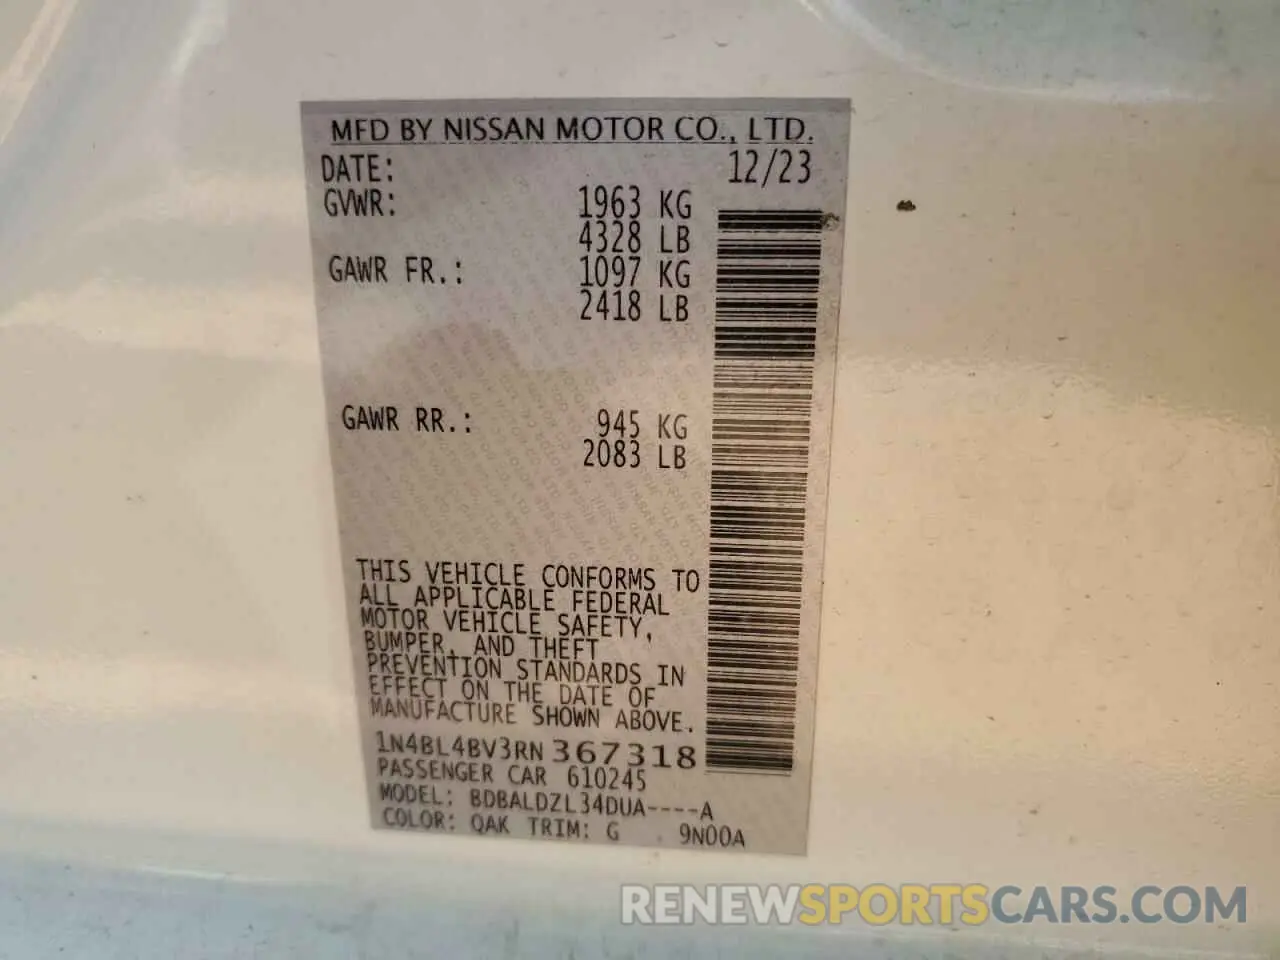 MFD BY NISSAN MOTOR CO., LTD.
DATE: 12/23
GVWR: 1963 KG
4328 LB
GAWR FR.: 1097 KG
2418 LB
GAWR RR.: 945 KG
2083 LB
THIS VEHICLE CONFORMS TO
ALL APPLICABLE FEDERAL
MOTOR VEHICLE SAFETY,
BUMPER, AND THEFT
PREVENTION STANDARDS IN
EFFECT ON THE DATE OF
MANUFACTURE SHOWN ABOVE.
1N4BL4BV3RN367318
PASSENGER CAR 610245
MODEL: BDBALDZL34DUA----A
COLOR: QAK TRIM: G 9N00A
RENEWSPORTSCARS.COM